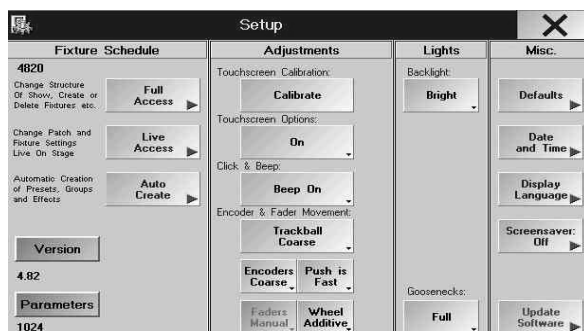 Setup
Fixture Schedule
4820
Change Structure
Of Show, Create or
Delete Fixtures etc.
Full
Access
Change Patch and
Fixture Settings
Live On Stage
Live
Access
Automatic Creation
of Presets, Groups
and Effects
Auto
Create
Version
4.82
Parameters
1024
Adjustments
Touchscreen Calibration:
Calibrate
Touchscreen Options:
On
Click & Beep:
Beep On
Encoder & Fader Movement:
Trackball
Coarse
Encoders
Coarse
Push is
Fast
Faders
Manual
Wheel
Additive
Lights
Backlight:
Bright
Goosenecks:
Full
Misc.
Defaults
Date
and Time
Display
Language
Screensaver:
Off
Update
Software